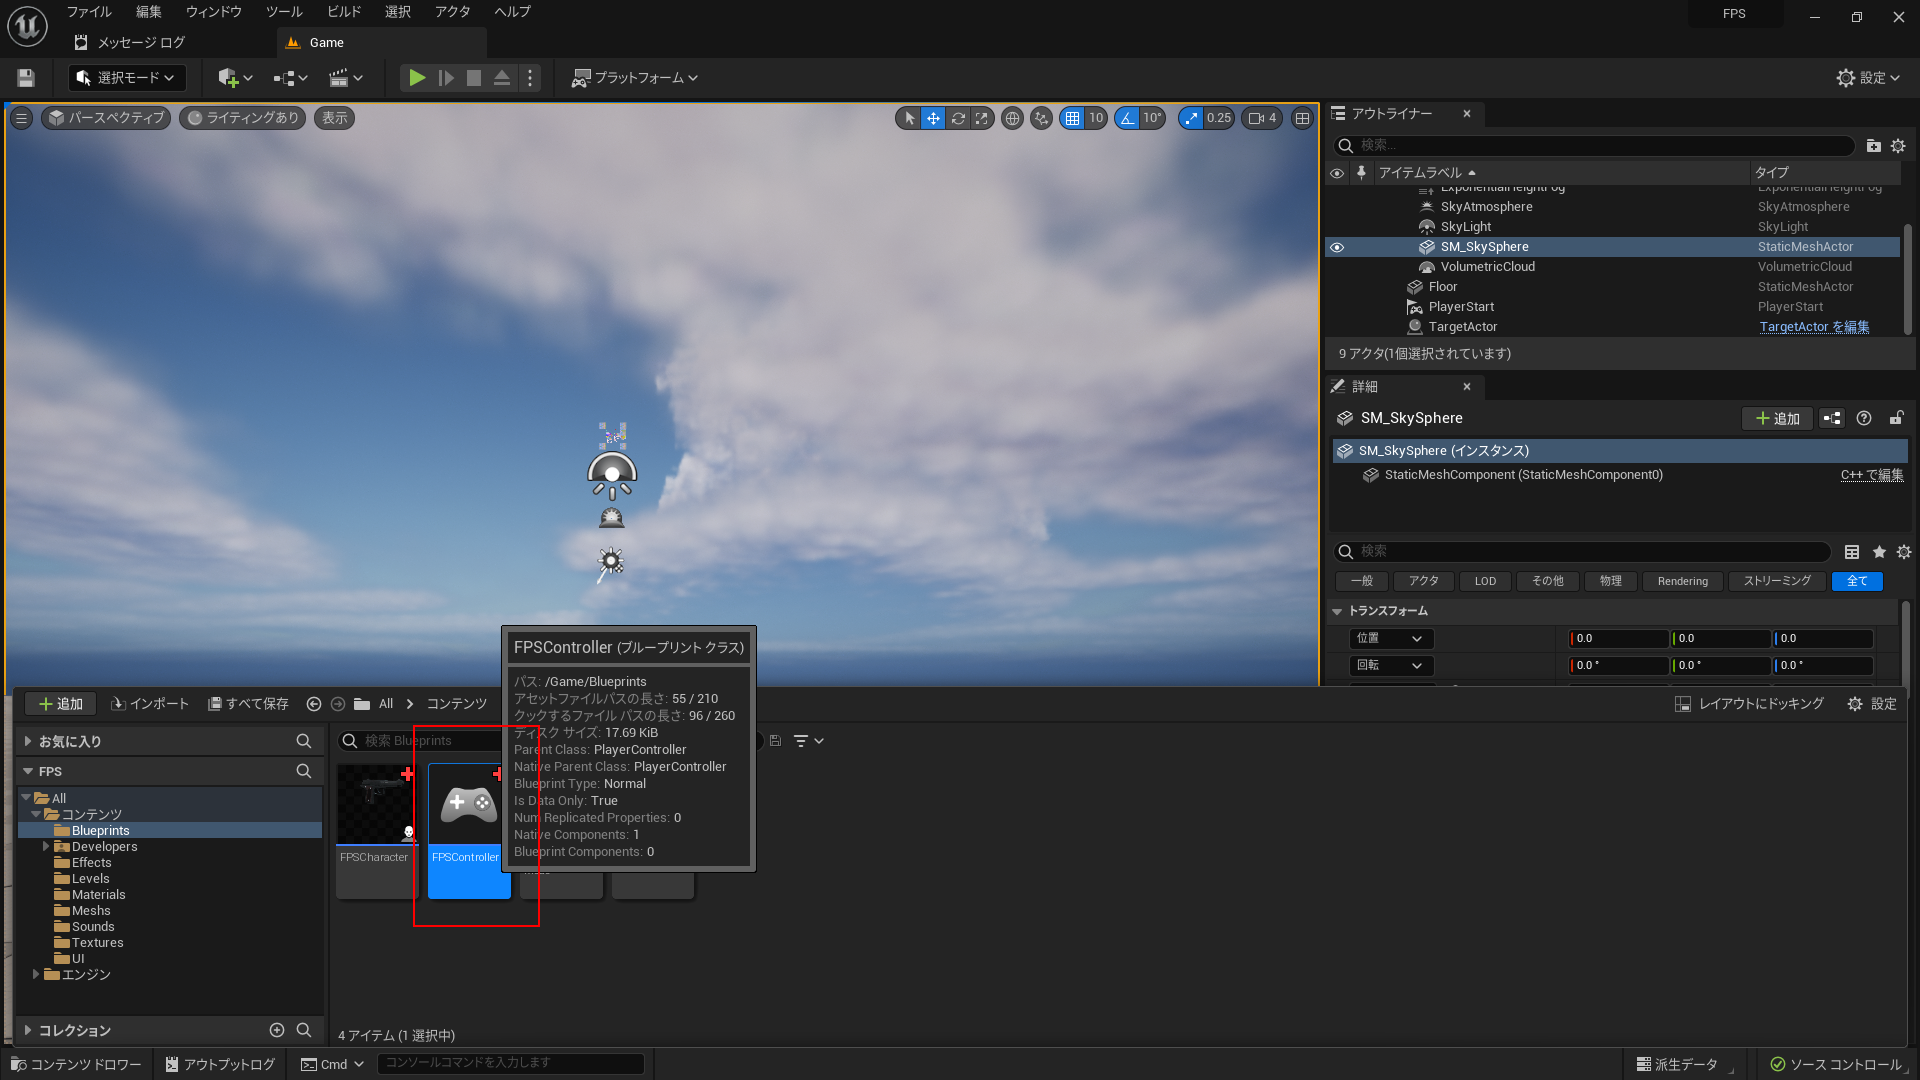 ファイル 編集 ウィンドウ ツール ビルド 選択 アクタ ヘルプ
FPS
メッセージ ログ
Game
選択モード
プラットフォーム
設定
パースペクティブ
ライティングあり
表示
10
10°
0.25
4
アウトライナー
検索...
アイテムラベル
タイプ
ExponentialHeightFog ExponentialHeightFog
SkyAtmosphere SkyAtmosphere
SkyLight SkyLight
SM_SkySphere StaticMeshActor
VolumetricCloud VolumetricCloud
Floor StaticMeshActor
PlayerStart PlayerStart
TargetActor TargetActor を編集
9 アクタ(1個選択されています)
詳細
SM_SkySphere
追加
SM_SkySphere (インスタンス)
StaticMeshComponent (StaticMeshComponent0)
C++ で編集
検索
一般 アクタ LOD その他 物理 Rendering ストリーミング 全て
トランスフォーム
位置 0.0 0.0 0.0
回転 0.0 ° 0.0 ° 0.0 °
FPSController (ブループリント クラス)
パス: /Game/Blueprints
アセットファイルパスの長さ: 55 / 210
クックするファイル パスの長さ: 96 / 260
ディスク サイズ: 17.69 KiB
Parent Class: PlayerController
Native Parent Class: PlayerController
Blueprint Type: Normal
Is Data Only: True
Num Replicated Properties: 0
Native Components: 1
Blueprint Components: 0
追加 インポート すべて保存 All コンテンツ
レイアウトにドッキング 設定
お気に入り
検索 Blueprints
FPS
All
コンテンツ
Blueprints
Developers
Effects
Levels
Materials
Meshes
Sounds
Textures
UI
エンジン
FPSCharacter
FPSController
コレクション
4 アイテム (1 選択中)
コンテンツ ドロワー
アウトプットログ
Cmd
コンソールコマンドを入力します
派生データ
ソース コントロール